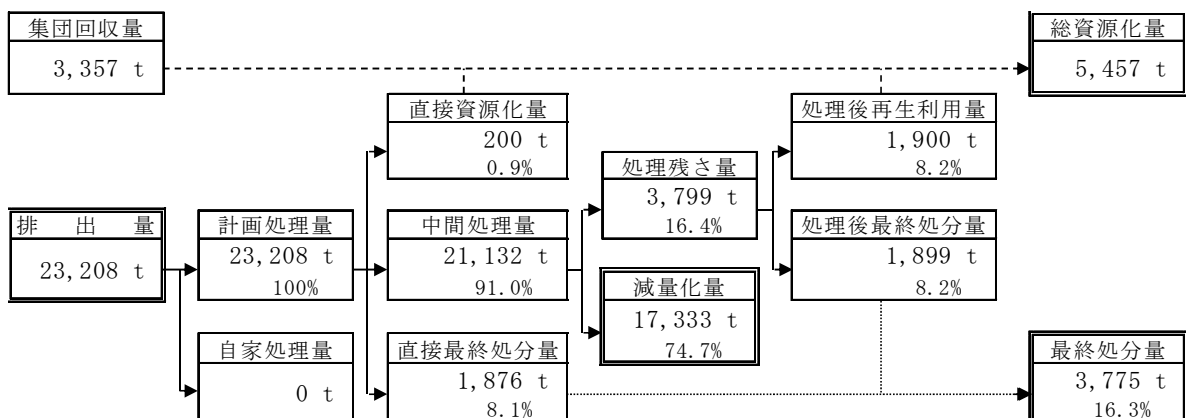 集団回収量
3,357 t
総資源化量
5,457 t
直接資源化量
200 t
0.9%
処理後再生利用量
1,900 t
8.2%
処理残さ量
3,799 t
16.4%
排 出 量
23,208 t
計画処理量
23,208 t
100%
中間処理量
21,132 t
91.0%
処理後最終処分量
1,899 t
8.2%
減量化量
17,333 t
74.7%
自家処理量
0 t
直接最終処分量
1,876 t
8.1%
最終処分量
3,775 t
16.3%